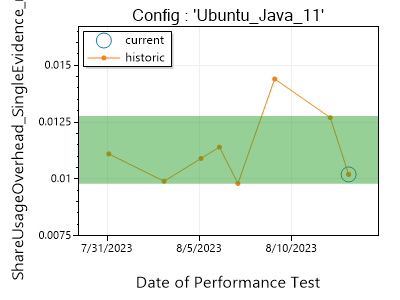 Config : 'Ubuntu_Java_11'
current
historic
0.015
0.0125
0.01
0.0075
7/31/2023
8/5/2023
8/10/2023
Date of Performance Test
ShareUsageOverhead_SingleEvidence_